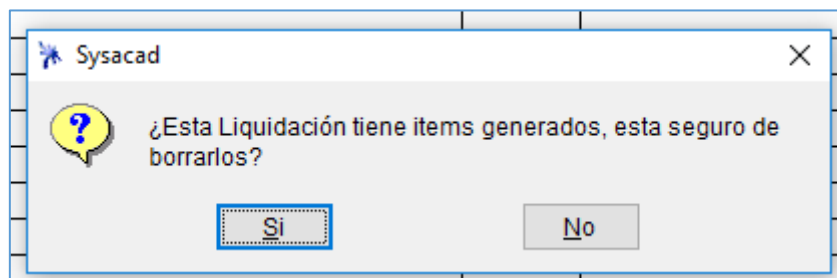 Sysacad
¿Esta Liquidación tiene items generados, esta seguro de
borrarlos?
Si
No